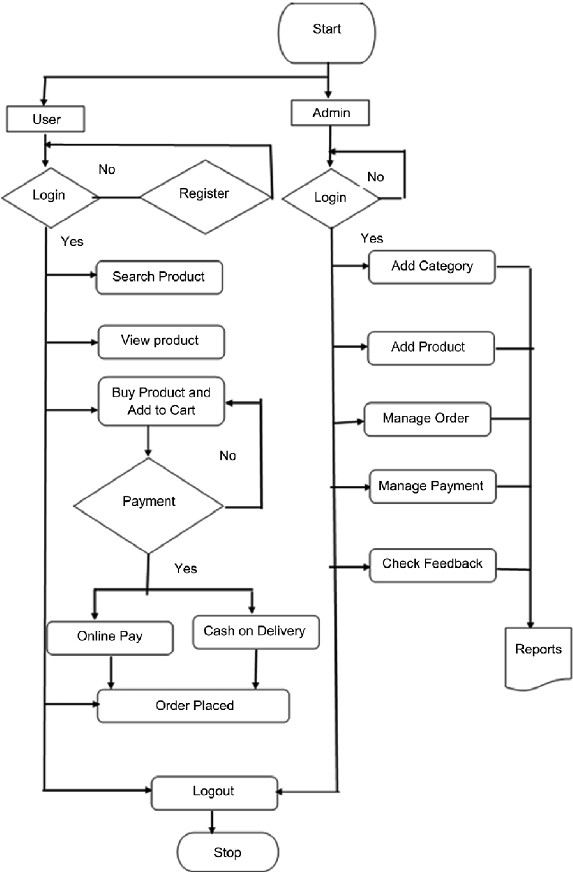 Start
User
Admin
Login
No
Register
Login
No
Yes
Search Product
View product
Buy Product and
Add to Cart
No
Payment
Yes
Online Pay
Cash on Delivery
Order Placed
Yes
Add Category
Add Product
Manage Order
Manage Payment
Check Feedback
Reports
Logout
Stop